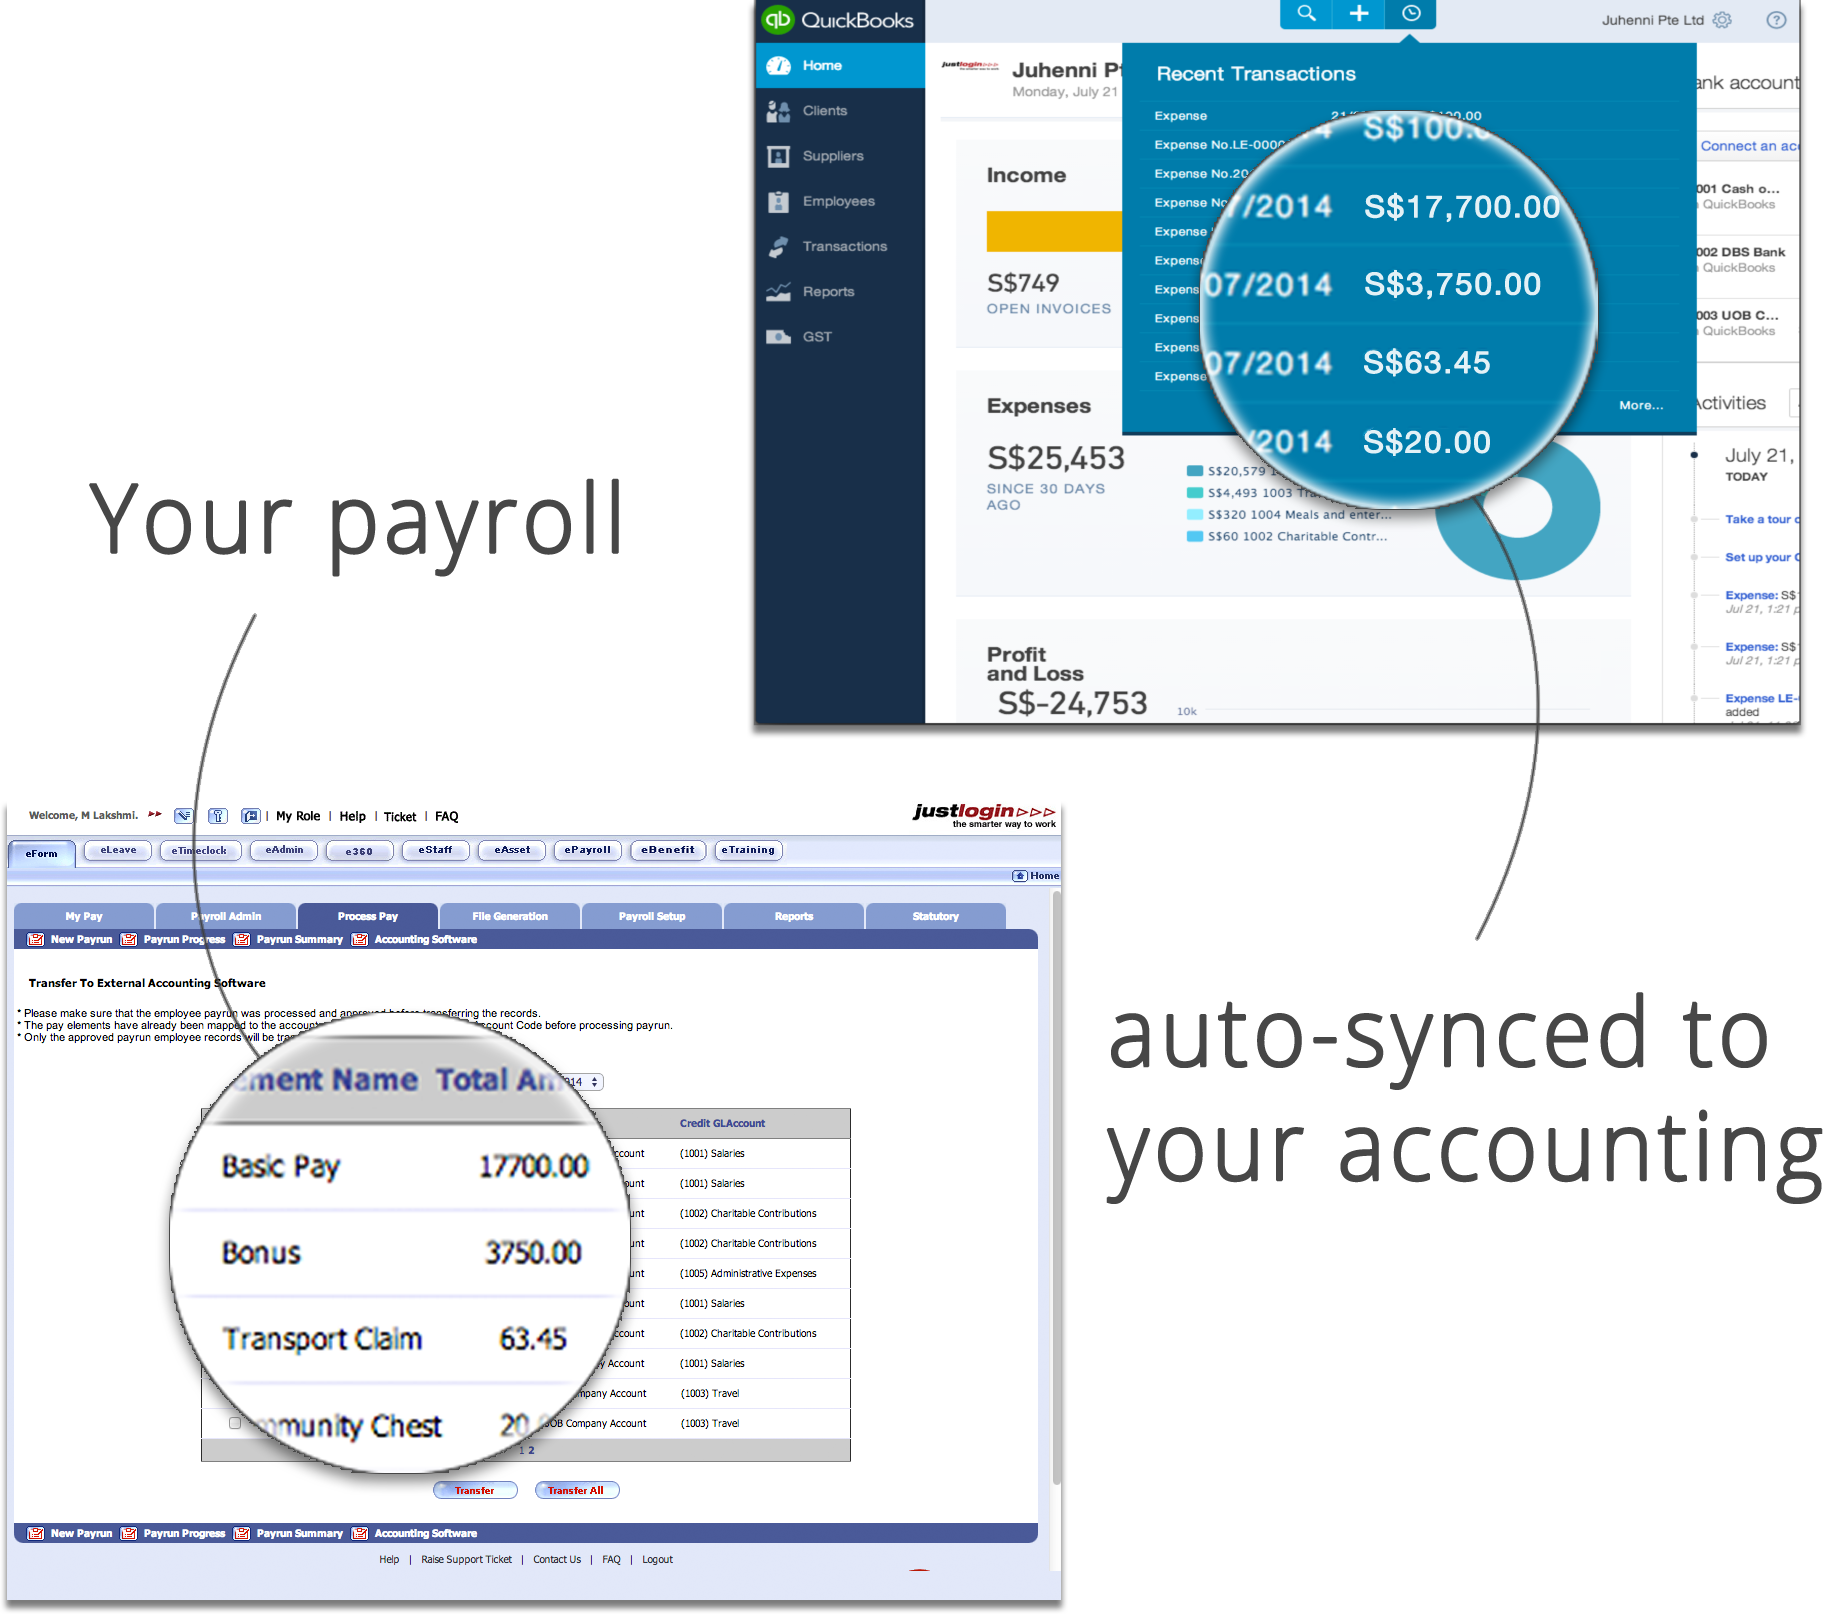 QuickBooks
Juhenni Pte Ltd
Home
Clients
Suppliers
Employees
Transactions
Reports
GST
justlogin
Juhenni P
Monday, July 21
Recent Transactions
Expense
Expense No.LE-0000
Expense No.20
Expense No
Expense
Expens
Expens
Expens
Expens
Expense
S$100.0
/2014 S$17,700.00
07/2014 S$3,750.00
07/2014 S$63.45
/2014 S$20.00
More...
Income
S$749
OPEN INVOICES
Expenses
S$25,453
SINCE 30 DAYS
AGO
S$20,579
S$4,493 1003 Tra
S$320 1004 Meals and enter...
S$60 1002 Charitable Contr...
Profit
and Loss
S$-24,753
10k
ank account
Connect an acc
001 Cash o...
QuickBooks
002 DBS Bank
QuickBooks
003 UOB C...
QuickBooks
Activities
July 21,
TODAY
Take a tour
Set up your
Expense: S$
Jul 21, 1:21 p
Expense: S$
Jul 21, 1:21 p
Expense LE-
added
Your payroll
Welcome, M Lakshmi. My Role | Help | Ticket | FAQ
justlogin
the smarter way to work
eForm eLeave eTimeclock eAdmin e360 eStaff eAsset ePayroll eBenefit eTraining
Home
My Pay Payroll Admin Process Pay File Generation Payroll Setup Reports Statutory
New Payrun Payrun Progress Payrun Summary Accounting Software
Transfer To External Accounting Software
* Please make sure that the employee payrun was processed and approved before transferring the records.
* The pay elements have already been mapped to the accoun count Code before processing payrun.
* Only the approved payrun employee records will be tra
014
ement Name Total Am
Credit GLAccount
Basic Pay 17700.00
Bonus 3750.00
Transport Claim 63.45
mmunity Chest 20
ccount (1001) Salaries
ount (1001) Salaries
unt (1002) Charitable Contributions
unt (1002) Charitable Contributions
unt (1005) Administrative Expenses
ount (1001) Salaries
ccount (1002) Charitable Contributions
y Account (1001) Salaries
mpany Account (1003) Travel
OB Company Account (1003) Travel
1 2
Transfer Transfer All
New Payrun Payrun Progress Payrun Summary Accounting Software
Help | Raise Support Ticket | Contact Us | FAQ | Logout
auto-synced to
your accounting